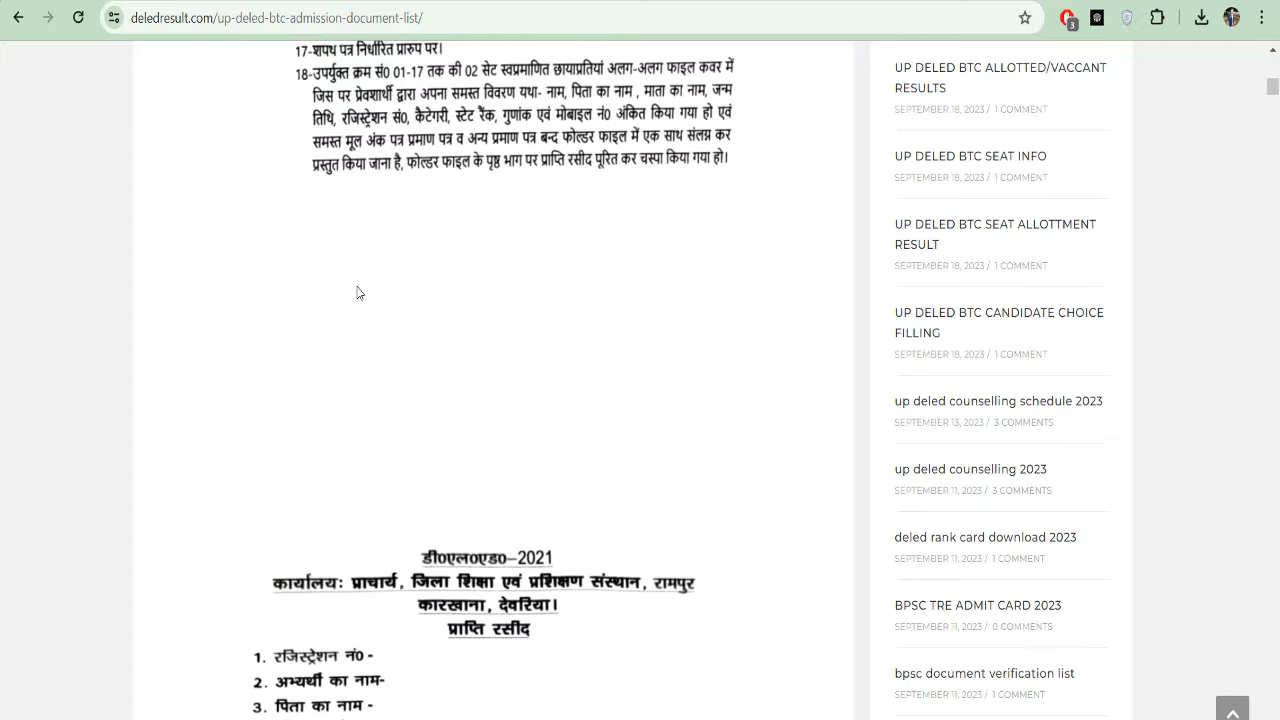 deledresult.com/up-deled-btc-document-list/
3
17-शपथ पत्र निर्धारित प्रारुप पर।
18-उपर्युक्त क्रम सं0 01-17 तक की 02 सेट स्वप्रमाणित छायाप्रतियां अलग-अलग फाइल कवर में
जिस पर प्रेवशार्थी द्वारा अपना समस्त विवरण यथा- नाम, पिता का नाम , माता का नाम, जन्म
तिथि, रजिस्ट्रेशन सं0, कैटेगरी, स्टेट रैंक, गुणांक एवं मोबाइल नं0 अंकित किया गया हो एवं
समस्त मूल अंक पत्र प्रमाण पत्र व अन्य प्रमाण पत्र बन्द फोल्डर फाइल में एक साथ संलग्न कर
प्रस्तुत किया जाना है, फोल्डर फाइल के पृष्ठ भाग पर प्राप्ति रसीद पूरित कर चस्पा किया गया हो।
डी0एल0एड0-2021
कार्यालयः प्राचार्य, जिला शिक्षा एवं प्रशिक्षण संस्थान, रामपुर
कारखाना, देवरिया।
प्राप्ति रसीद
1. रजिस्ट्रेशन नं0 -
2. अभ्यर्थी का नाम-
3. पिता का नाम -
UP DELED BTC ALLOTTED/VACCANT
RESULTS
SEPTEMBER 18, 2023 / 1 COMMENT
UP DELED BTC SEAT INFO
SEPTEMBER 18, 2023 / 1 COMMENT
UP DELED BTC SEAT ALLOTTMENT
RESULT
SEPTEMBER 18, 2023 / 1 COMMENT
UP DELED BTC CANDIDATE CHOICE
FILLING
SEPTEMBER 18, 2023 / 1 COMMENT
up deled counselling schedule 2023
SEPTEMBER 13, 2023 / 3 COMMENTS
up deled counselling 2023
SEPTEMBER 11, 2023 / 3 COMMENTS
deled rank card download 2023
SEPTEMBER 11, 2023 / 1 COMMENT
BPSC TRE ADMIT CARD 2023
SEPTEMBER 11, 2023 / 0 COMMENTS
bpsc document verification list
SEPTEMBER 11, 2023 / 1 COMMENT